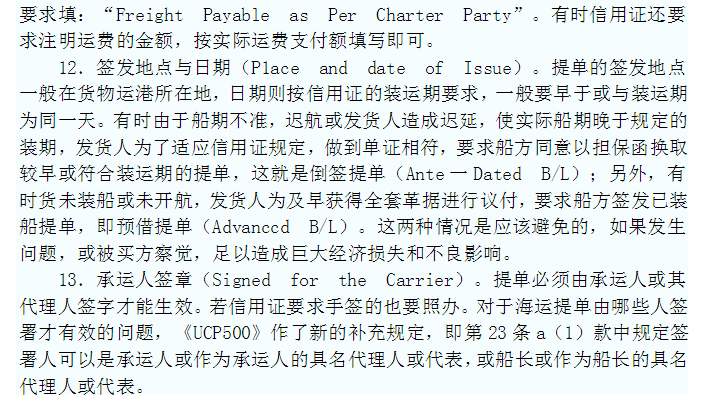 要求填：“Freight Payable as Per Charter Party”。有时信用证还要
求注明运费的金额，按实际运费支付额填写即可。
12．签发地点与日期（Place and date of Issue）。提单的签发地点
一般在货物运港所在地，日期则按信用证的装运期要求，一般要早于或与装运期
为同一天。有时由于船期不准，迟航或发货人造成迟延，使实际船期晚于规定的
装期，发货人为了适应信用证规定，做到单证相符，要求船方同意以担保函换取
较早或符合装运期的提单，这就是倒签提单（Ante一Dated B/L）；另外，有
时货未装船或未开航，发货人为及早获得全套革据进行议付，要求船方签发已装
船提单，即预借提单（Advanccd B/L）。这两种情况是应该避免的，如果发生
问题，或被买方察觉，足以造成巨大经济损失和不良影响。
13．承运人签章（Signed for the Carrier）。提单必须由承运人或其
代理人签字才能生效。若信用证要求手签的也要照办。对于海运提单由哪些人签
署才有效的问题，《UCP500》作了新的补充规定，即第23条a（1）款中规定签
署人可以是承运人或作为承运人的具名代理人或代表，或船长或作为船长的具名
代理人或代表。